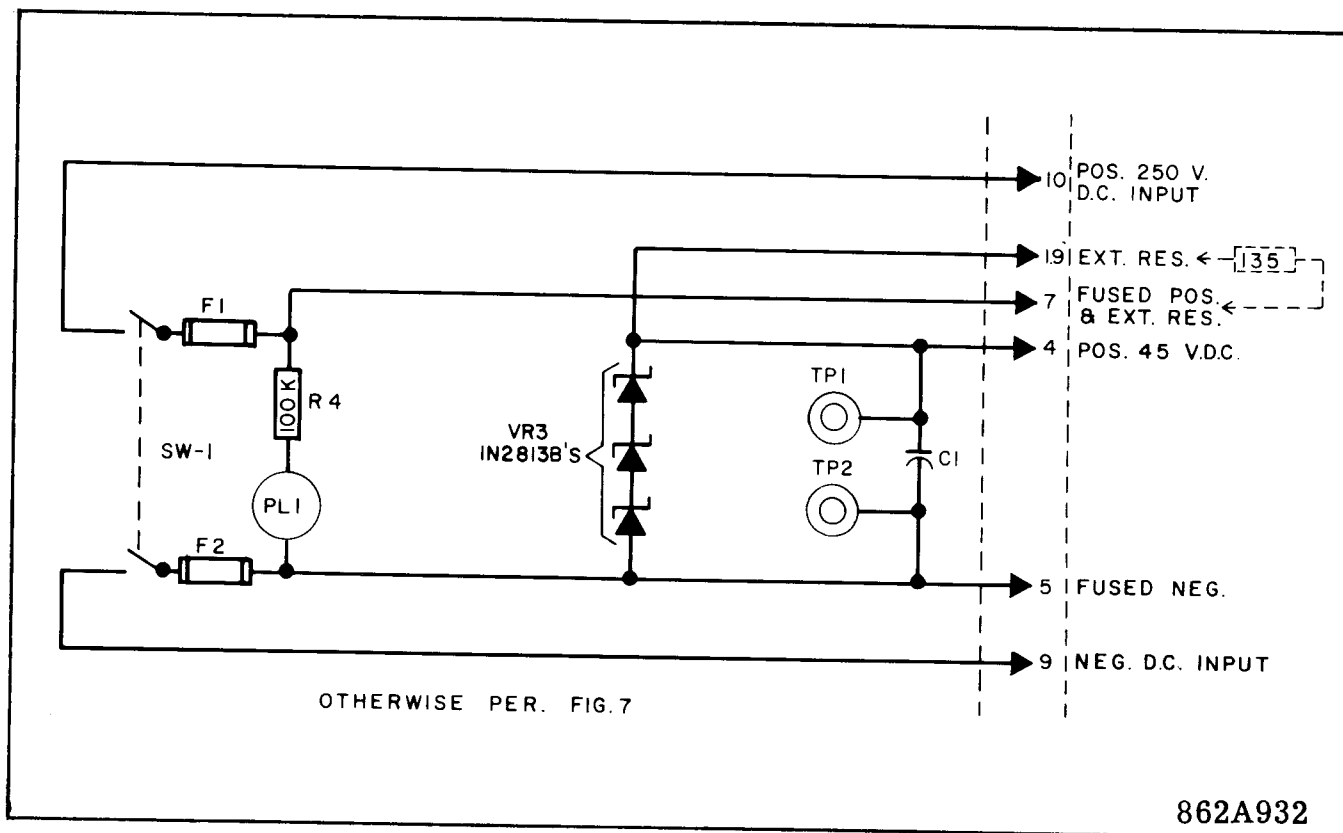 10 POS. 250 V.
D.C. INPUT
19 EXT. RES.
135
F1
7 FUSED POS.
& EXT. RES.
4 POS. 45 V.D.C.
TP1
100 K
R4
VR3
1N2813B'S
SW-1
C1
TP2
PL1
F2
5 FUSED NEG.
9 NEG. D.C. INPUT
OTHERWISE PER. FIG. 7
862A932